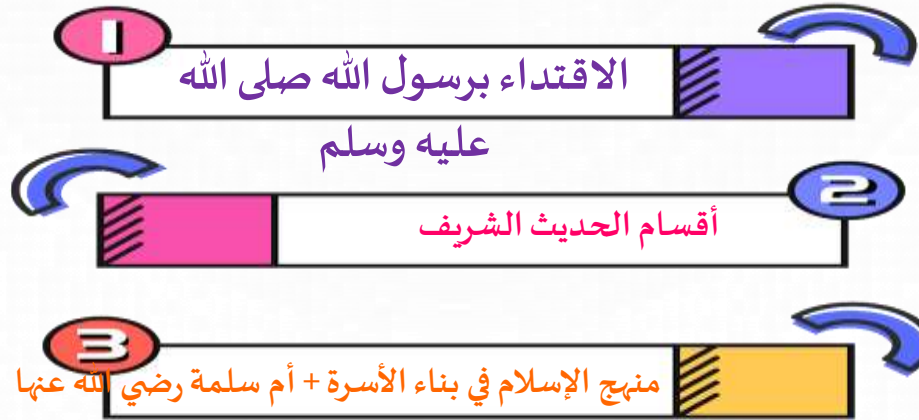 1
الاقتداء برسول الله صلى الله
عليه وسلم
2
أقسام الحديث الشريف
3
منهج الإسلام في بناء الأسرة + أم سلمة رضي الله عنها